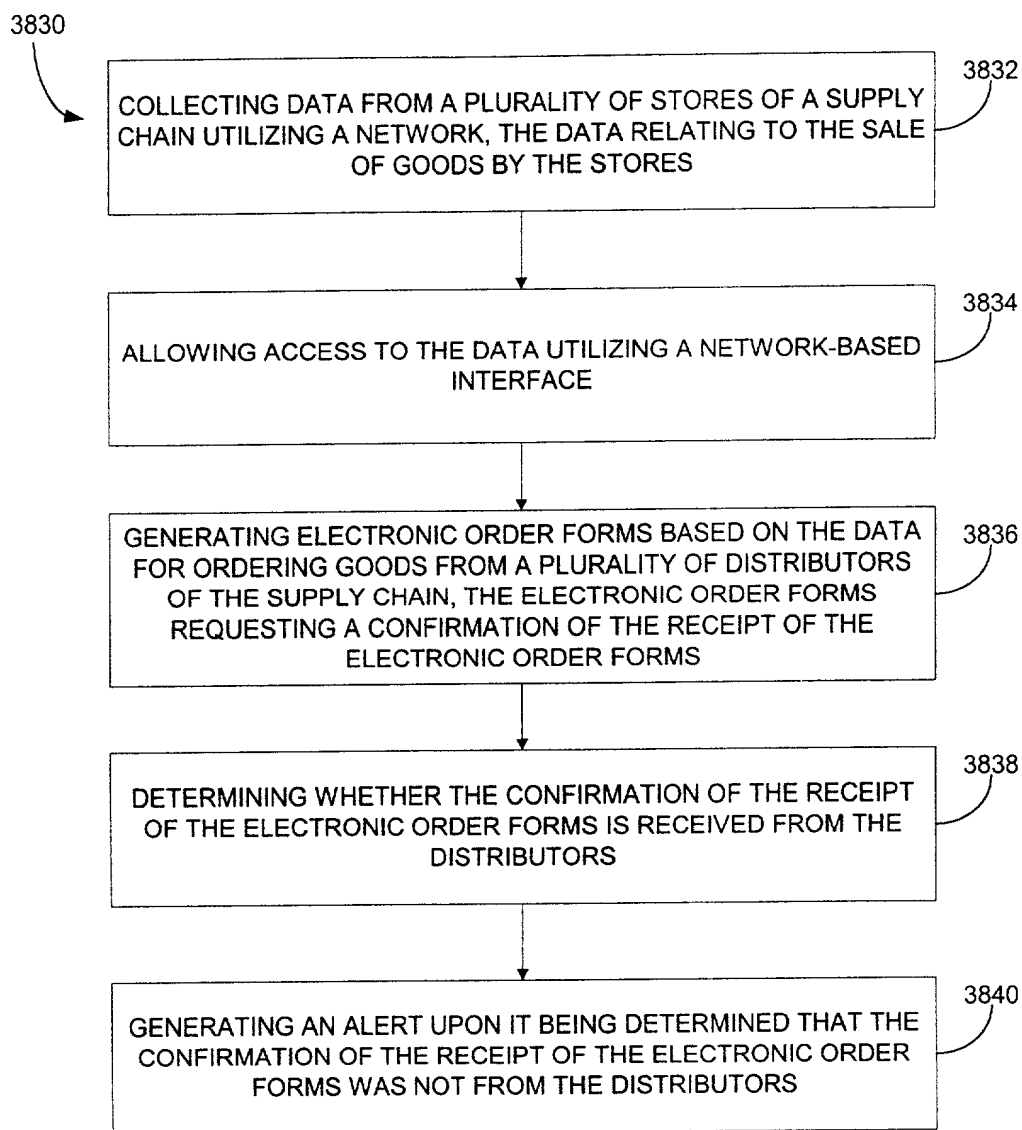 3830
3832
COLLECTING DATA FROM A PLURALITY OF STORES OF A SUPPLY
CHAIN UTILIZING A NETWORK, THE DATA RELATING TO THE SALE
OF GOODS BY THE STORES
3834
ALLOWING ACCESS TO THE DATA UTILIZING A NETWORK-BASED
INTERFACE
3836
GENERATING ELECTRONIC ORDER FORMS BASED ON THE DATA
FOR ORDERING GOODS FROM A PLURALITY OF DISTRIBUTORS
OF THE SUPPLY CHAIN, THE ELECTRONIC ORDER FORMS
REQUESTING A CONFIRMATION OF THE RECEIPT OF THE
ELECTRONIC ORDER FORMS
3838
DETERMINING WHETHER THE CONFIRMATION OF THE RECEIPT
OF THE ELECTRONIC ORDER FORMS IS RECEIVED FROM THE
DISTRIBUTORS
3840
GENERATING AN ALERT UPON IT BEING DETERMINED THAT THE
CONFIRMATION OF THE RECEIPT OF THE ELECTRONIC ORDER
FORMS WAS NOT FROM THE DISTRIBUTORS